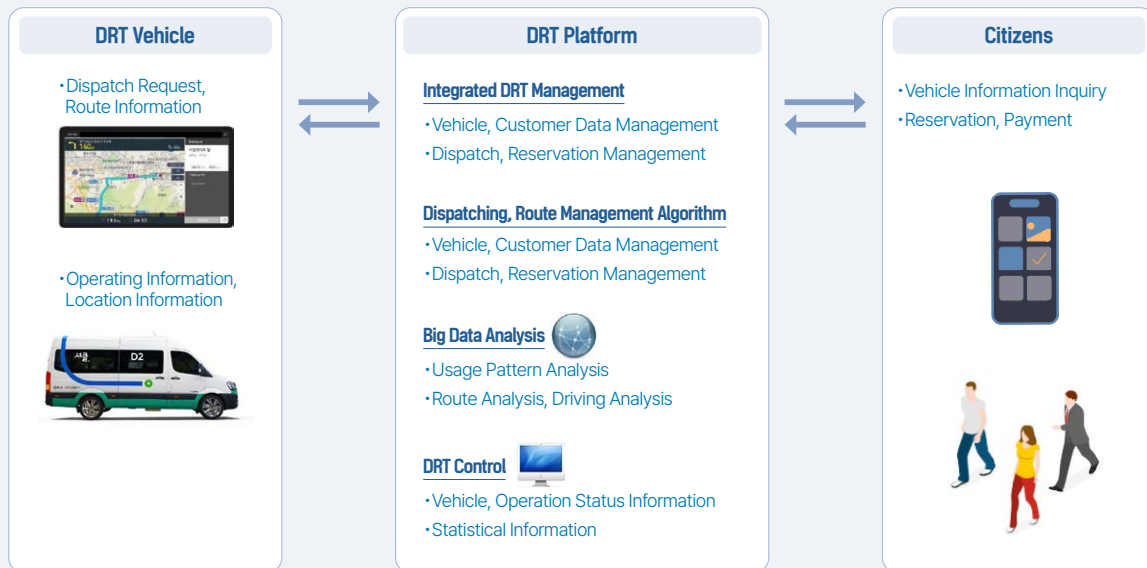 DRT Vehicle
·Dispatch Request,
Route Information
·Operating Information,
Location Information
D2
DRT Platform
Integrated DRT Management
·Vehicle, Customer Data Management
·Dispatch, Reservation Management
Dispatching, Route Management Algorithm
·Vehicle, Customer Data Management
·Dispatch, Reservation Management
Big Data Analysis
·Usage Pattern Analysis
·Route Analysis, Driving Analysis
DRT Control
·Vehicle, Operation Status Information
·Statistical Information
Citizens
·Vehicle Information Inquiry
·Reservation, Payment